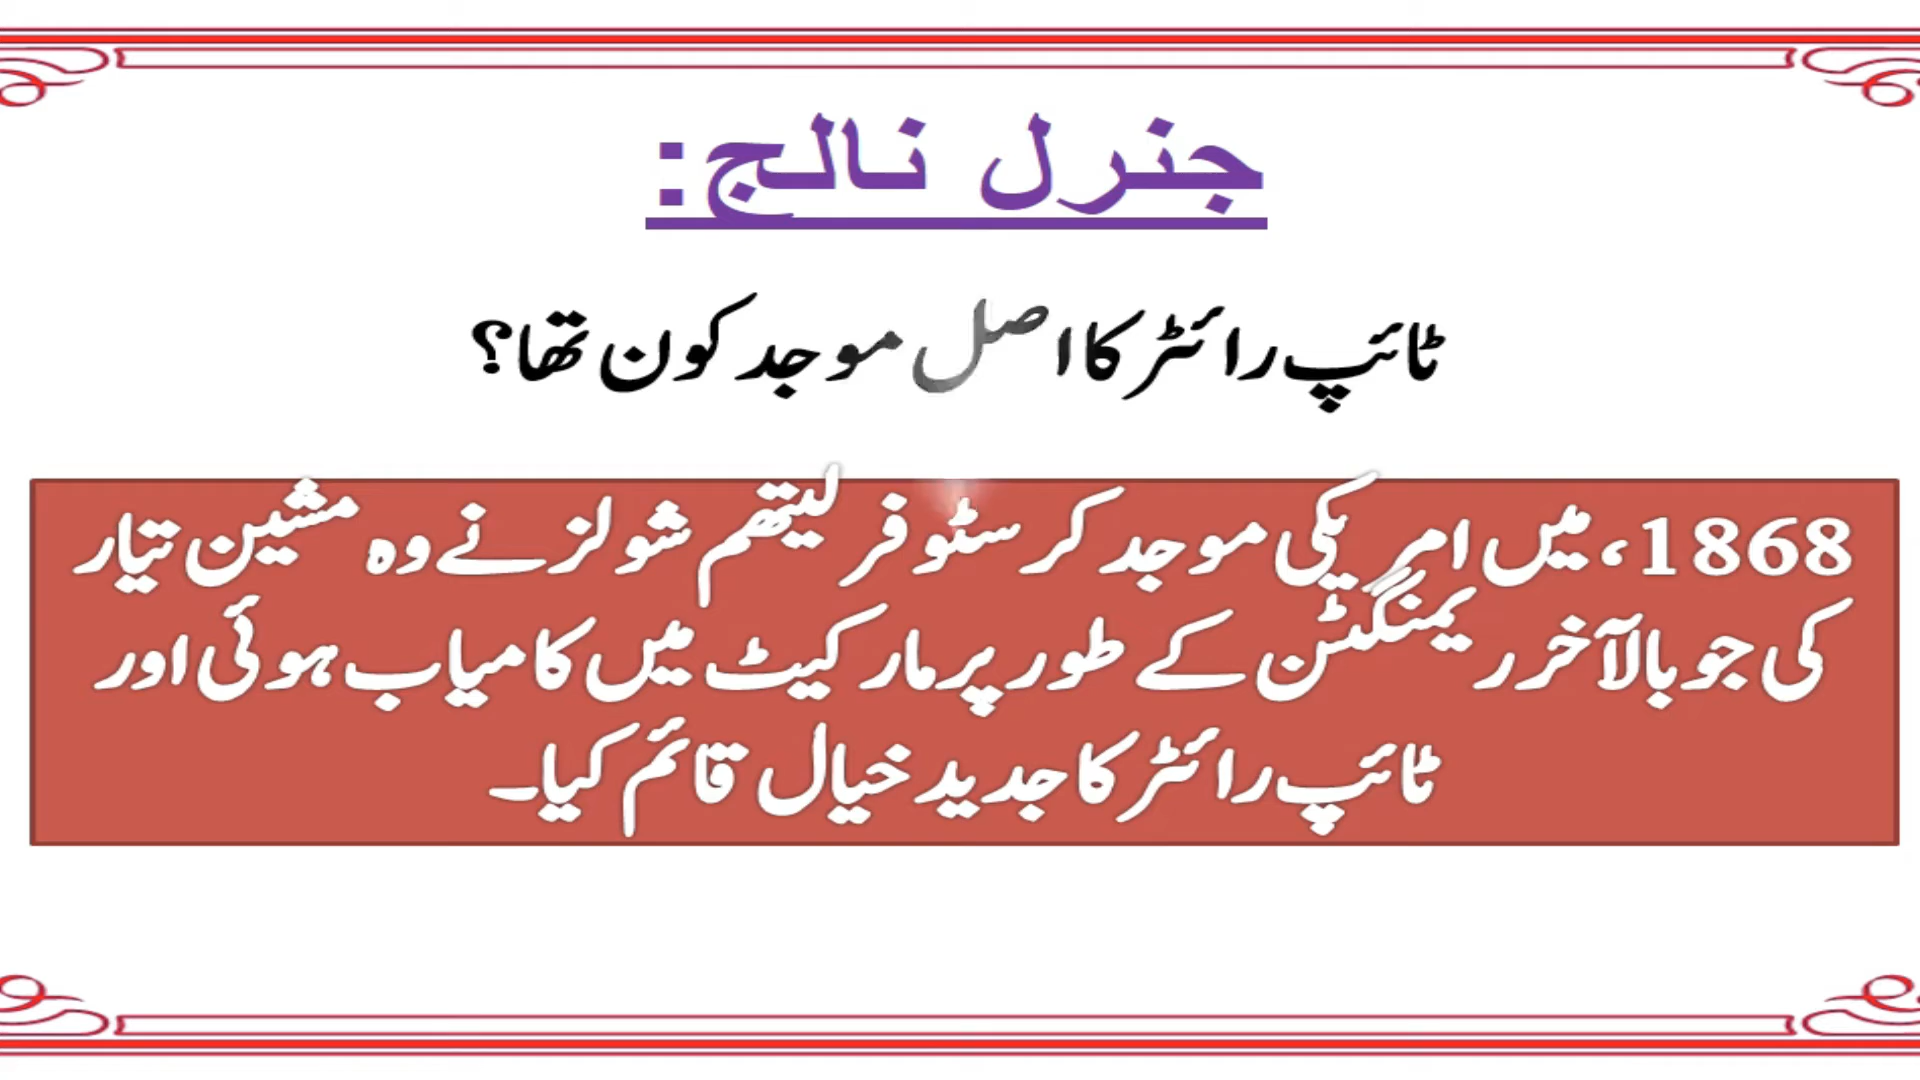 جنرل نالج:
ٹائپ رائٹر کا اصل موجد کون تھا؟
1868، میں امریکی موجد کرسٹوفر لیتھم شولز نے وہ مشین تیار
کی جو بالآخر ریمنگٹن کے طور پر مارکیٹ میں کامیاب ہوئی اور
ٹائپ رائٹر کا جدید خیال قائم کیا۔